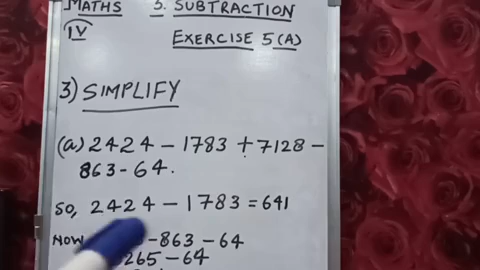 MATHS 5. SUBTRACTION
IV EXERCISE 5(A)
3) SIMPLIFY
(a) 2424 - 1783 + 7128 -
863 - 64.
SO, 2424 - 1783 = 641
NOW - 863 - 64
265 - 64